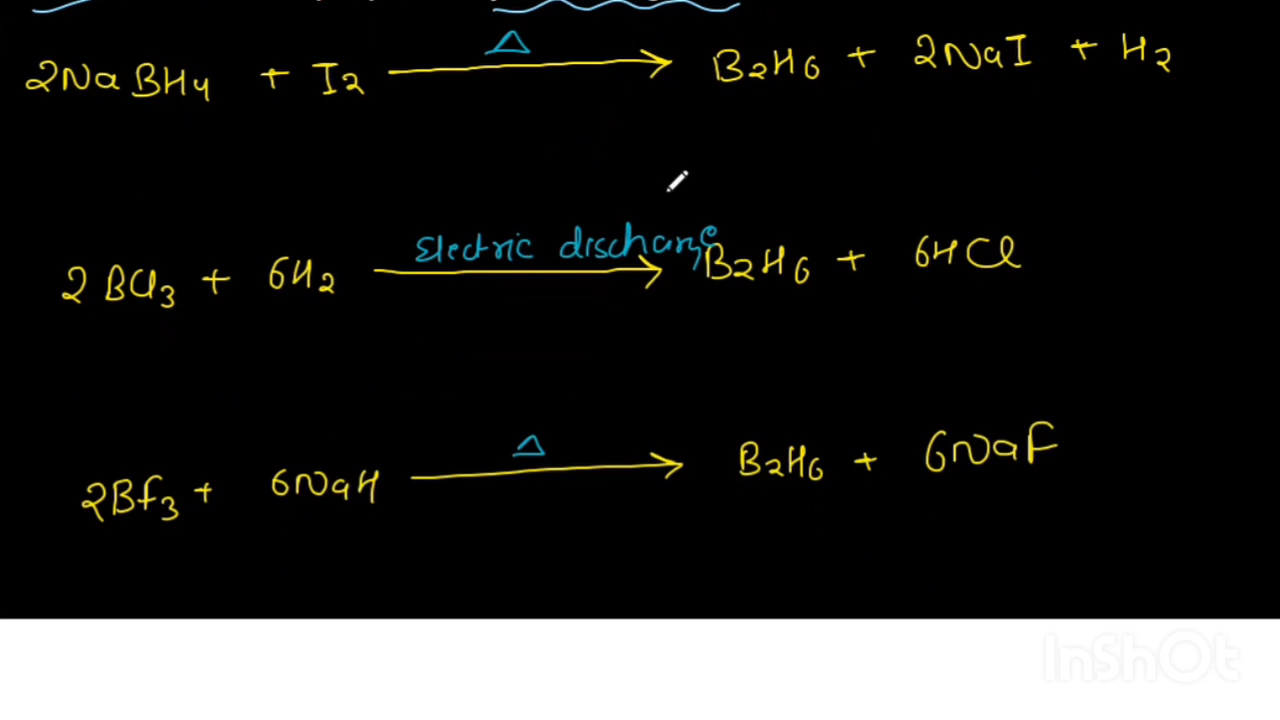 Δ
2NaBH4 + I2 → B2H6 + 2NaI + H2
Electric discharge
2BCl3 + 6H2 → B2H6 + 6HCl
Δ
2Bf3 + 6NaH → B2H6 + 6NaF
InShOt